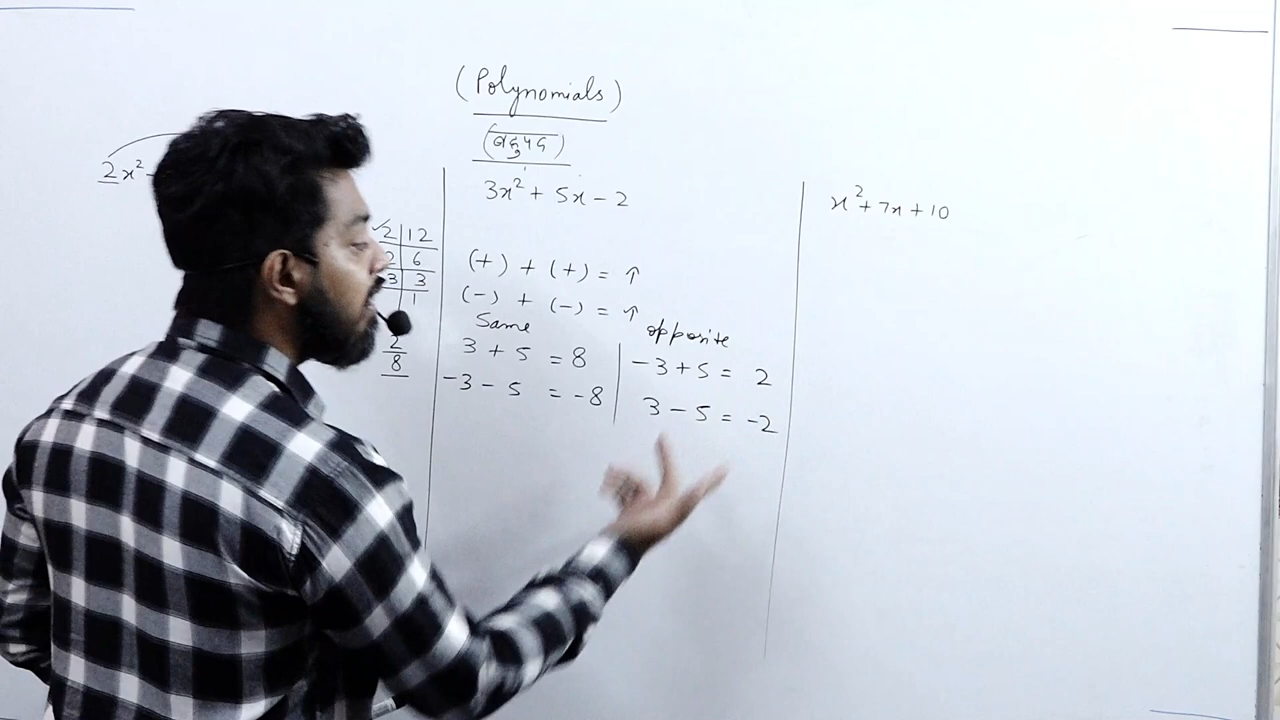 (Polynomials)
(बहुपद)
2x² -
2 | 12
2 | 6
3 | 3
1
2
8
3x² + 5x - 2
(+) + (+) = ↑
(-) + (-) = ↑
Same
3 + 5 = 8
-3 - 5 = -8
opposite
-3 + 5 = 2
3 - 5 = -2
x² + 7x + 10